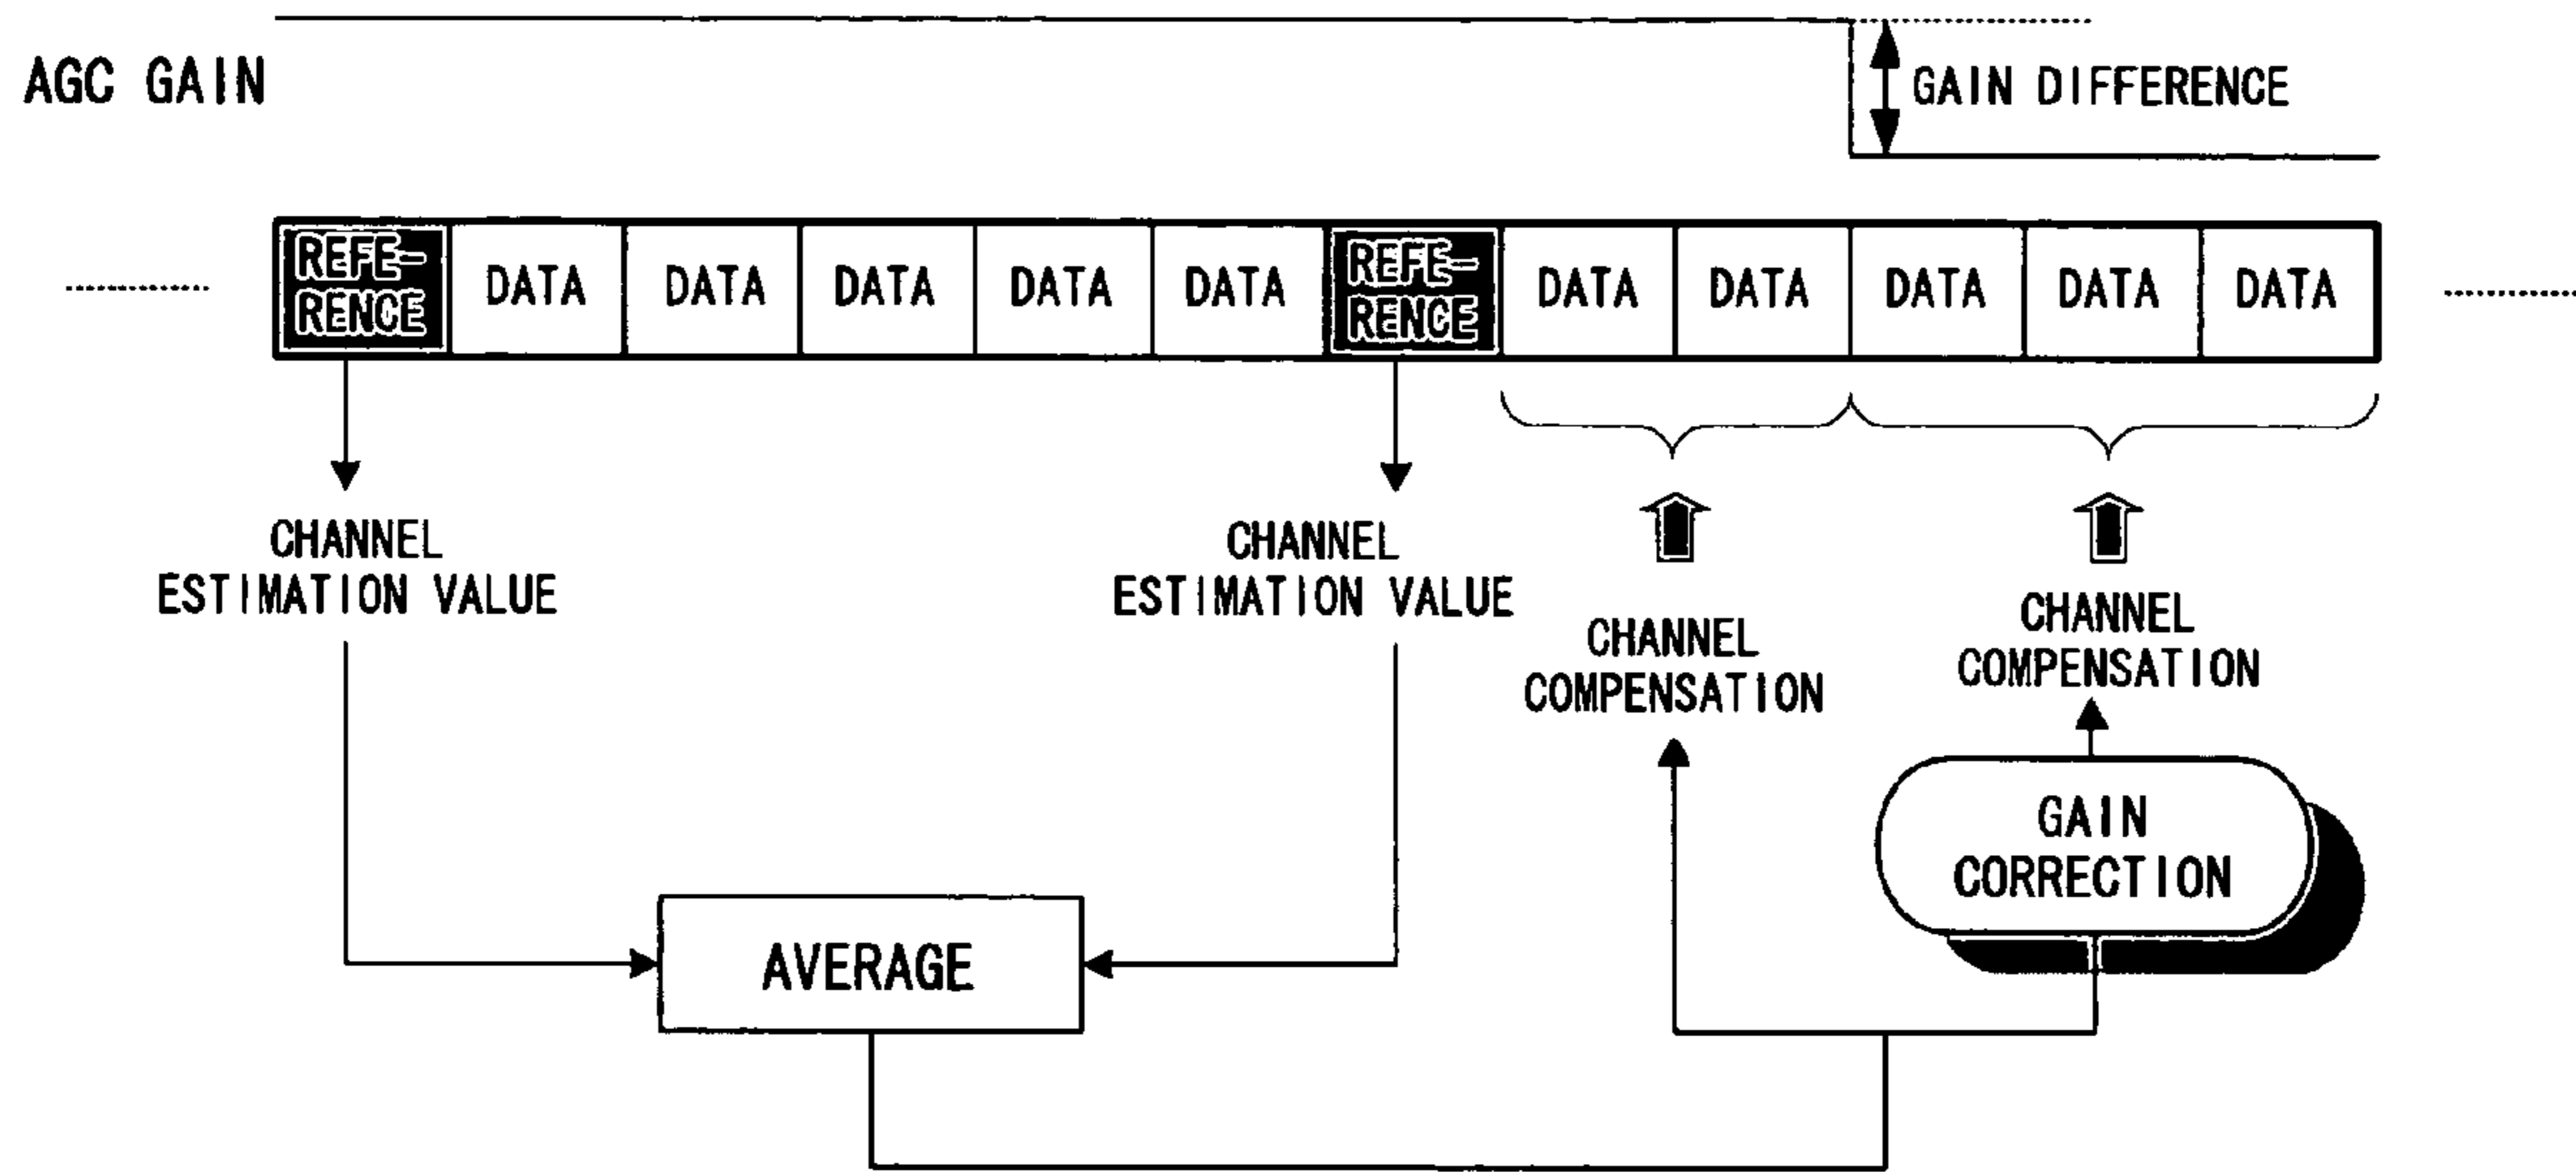 AGC GAIN
GAIN DIFFERENCE
REFE-
RENCE
DATA
DATA
DATA
DATA
DATA
REFE-
RENCE
DATA
DATA
DATA
DATA
DATA
CHANNEL
ESTIMATION VALUE
CHANNEL
ESTIMATION VALUE
CHANNEL
COMPENSATION
CHANNEL
COMPENSATION
GAIN
CORRECTION
AVERAGE